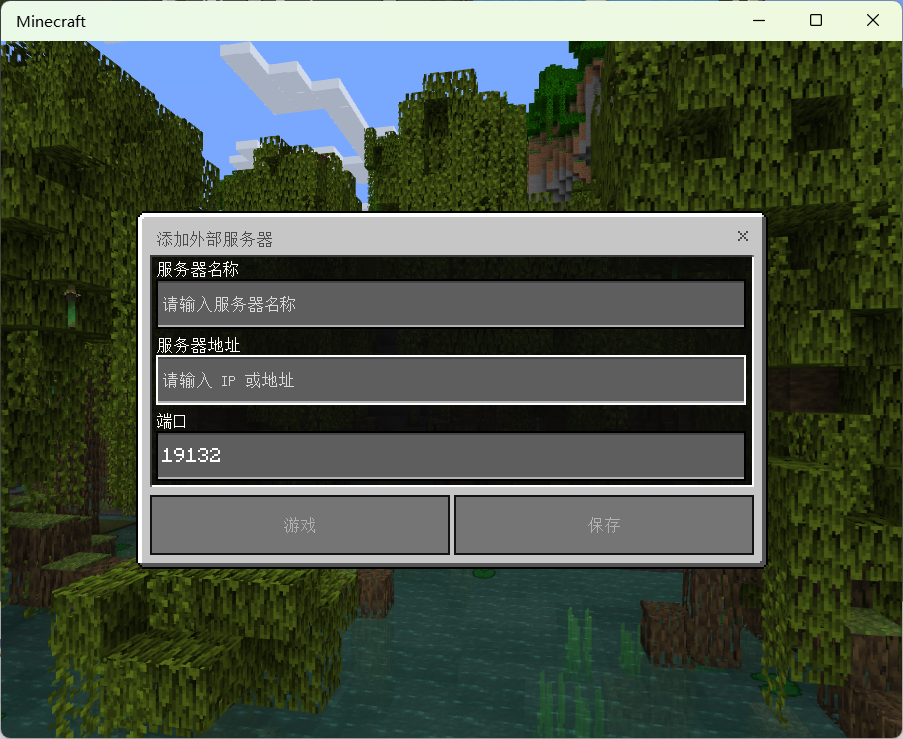 Minecraft
添加外部服务器
服务器名称
请输入服务器名称
服务器地址
请输入 IP 或地址
端口
19132
游戏 保存